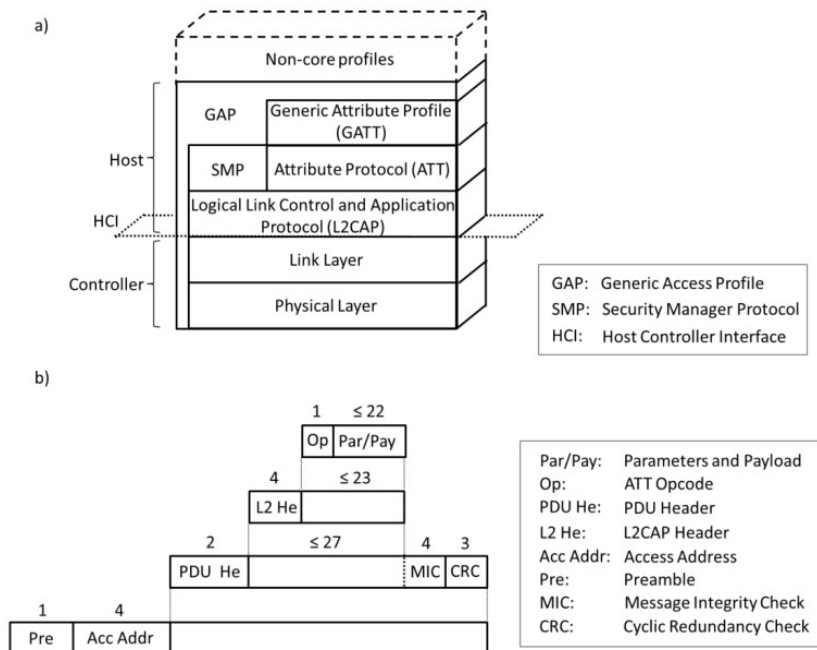 a)
Non-core profiles
GAP
Generic Attribute Profile
(GATT)
Host
SMP
Attribute Protocol (ATT)
HCI
Logical Link Control and Application
Protocol (L2CAP)
Link Layer
Controller
Physical Layer
GAP: Generic Access Profile
SMP: Security Manager Protocol
HCI: Host Controller Interface
b)
1 ≤ 22
Op Par/Pay
4 ≤ 23
L2 He
2 ≤ 27 4 3
PDU He MIC CRC
1 4
Pre Acc Addr
Par/Pay: Parameters and Payload
Op: ATT Opcode
PDU He: PDU Header
L2 He: L2CAP Header
Acc Addr: Access Address
Pre: Preamble
MIC: Message Integrity Check
CRC: Cyclic Redundancy Check